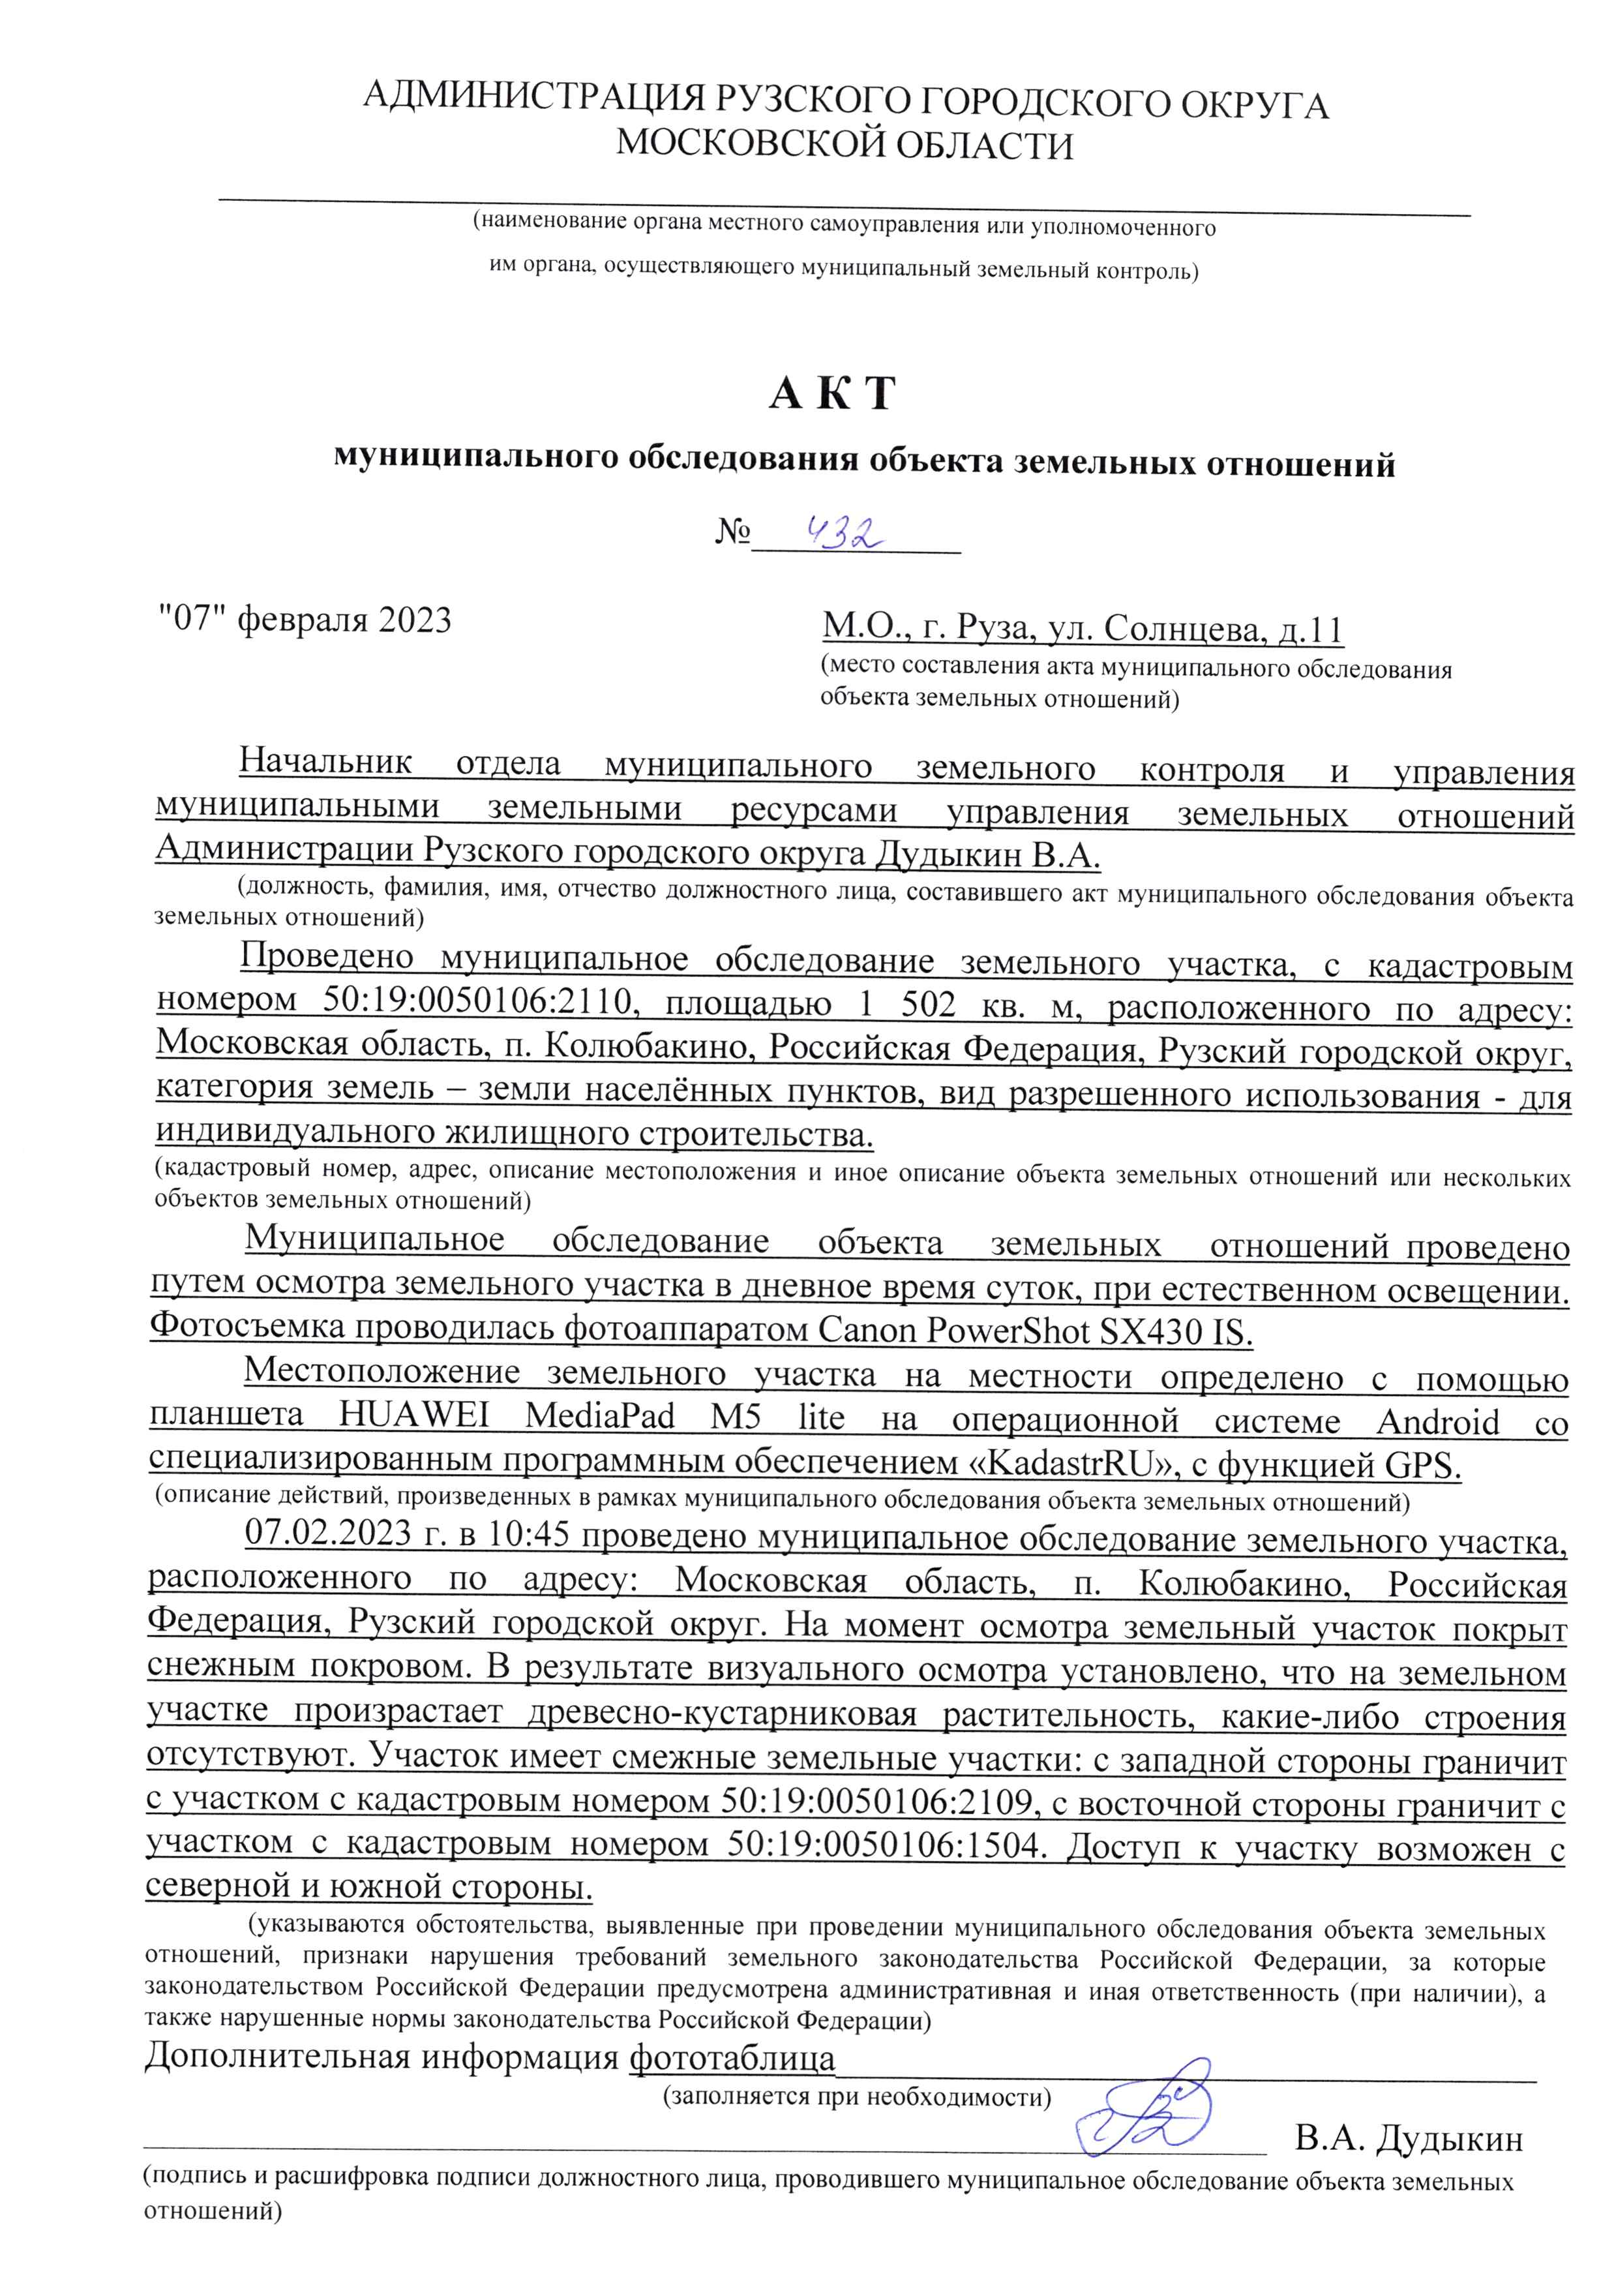 АДМИНИСТРАЦИЯ РУЗСКОГО ГОРОДСКОГО ОКРУГА
МОСКОВСКОЙ ОБЛАСТИ
(наименование органа местного самоуправления или уполномоченного
им органа, осуществляющего муниципальный земельный контроль)
А К Т
муниципального обследования объекта земельных отношений
№ 432
"07" февраля 2023
М.О., г. Руза, ул. Солнцева, д.11
(место составления акта муниципального обследования
объекта земельных отношений)
Начальник отдела муниципального земельного контроля и управления
муниципальными земельными ресурсами управления земельных отношений
Администрации Рузского городского округа Дудыкин В.А.
(должность, фамилия, имя, отчество должностного лица, составившего акт муниципального обследования объекта
земельных отношений)
Проведено муниципальное обследование земельного участка, с кадастровым
номером 50:19:0050106:2110, площадью 1 502 кв. м, расположенного по адресу:
Московская область, п. Колюбакино, Российская Федерация, Рузский городской округ,
категория земель – земли населённых пунктов, вид разрешенного использования - для
индивидуального жилищного строительства.
(кадастровый номер, адрес, описание местоположения и иное описание объекта земельных отношений или нескольких
объектов земельных отношений)
Муниципальное обследование объекта земельных отношений проведено
путем осмотра земельного участка в дневное время суток, при естественном освещении.
Фотосъемка проводилась фотоаппаратом Canon PowerShot SX430 IS.
Местоположение земельного участка на местности определено с помощью
планшета HUAWEI MediaPad M5 lite на операционной системе Android со
специализированным программным обеспечением «KadastrRU», с функцией GPS.
(описание действий, произведенных в рамках муниципального обследования объекта земельных отношений)
07.02.2023 г. в 10:45 проведено муниципальное обследование земельного участка,
расположенного по адресу: Московская область, п. Колюбакино, Российская
Федерация, Рузский городской округ. На момент осмотра земельный участок покрыт
снежным покровом. В результате визуального осмотра установлено, что на земельном
участке произрастает древесно-кустарниковая растительность, какие-либо строения
отсутствуют. Участок имеет смежные земельные участки: с западной стороны граничит
с участком с кадастровым номером 50:19:0050106:2109, с восточной стороны граничит с
участком с кадастровым номером 50:19:0050106:1504. Доступ к участку возможен с
северной и южной стороны.
(указываются обстоятельства, выявленные при проведении муниципального обследования объекта земельных
отношений, признаки нарушения требований земельного законодательства Российской Федерации, за которые
законодательством Российской Федерации предусмотрена административная и иная ответственность (при наличии), а
также нарушенные нормы законодательства Российской Федерации)
Дополнительная информация фототаблица
(заполняется при необходимости)
В.А. Дудыкин
(подпись и расшифровка подписи должностного лица, проводившего муниципальное обследование объекта земельных
отношений)